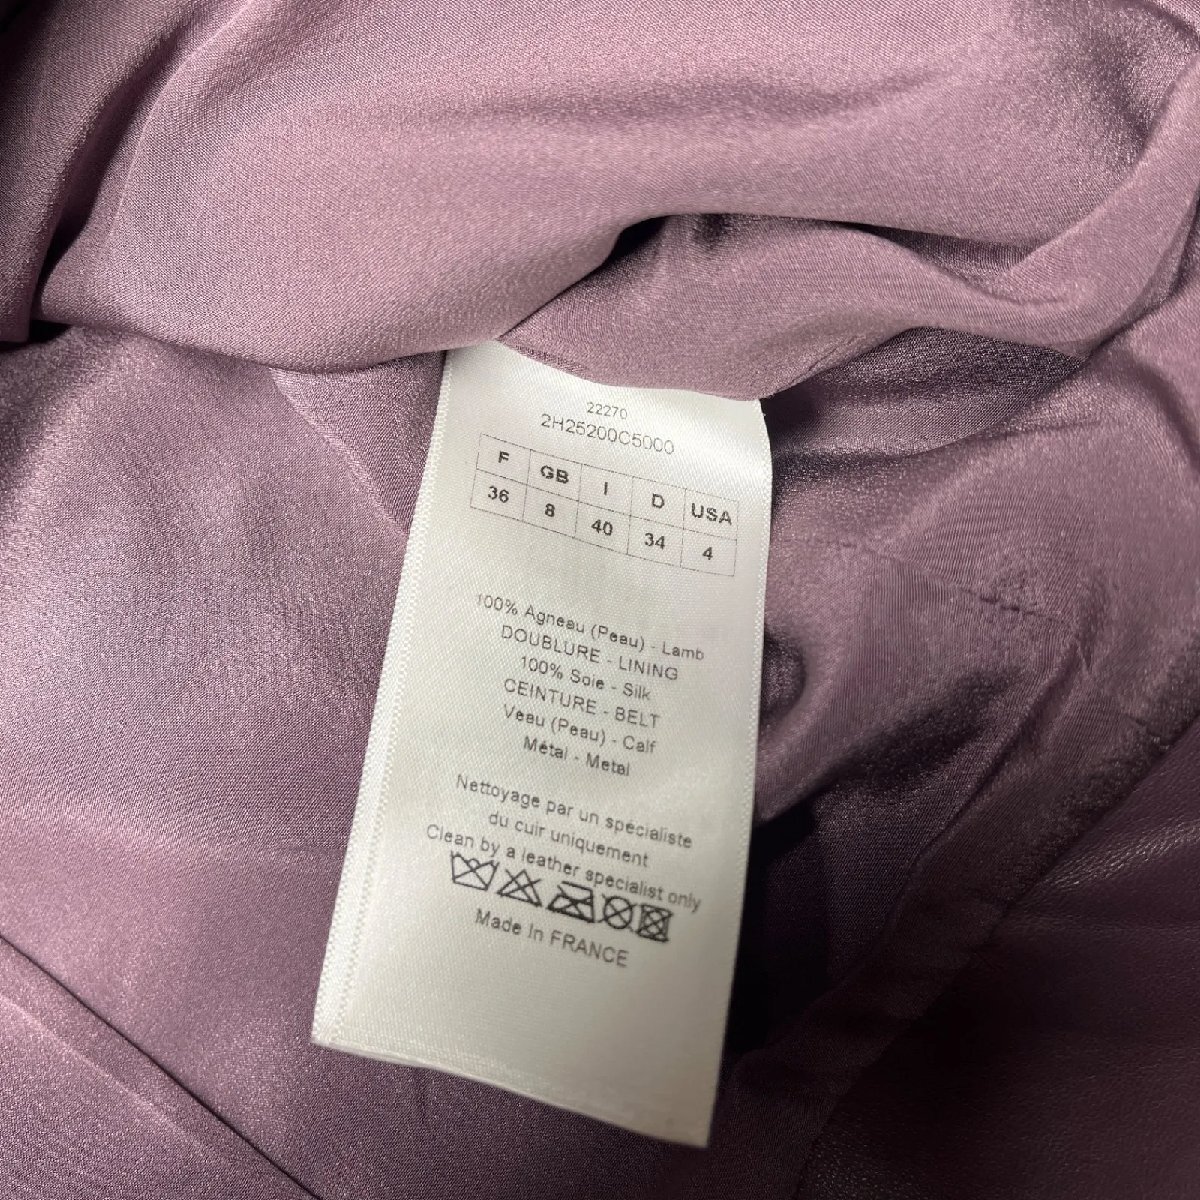 22270
2H25200C5000
F GB I D USA
36 8 40 34 4
100% Agneau (Peau) - Lamb
DOUBLURE - LINING
100% Soie - Silk
CEINTURE - BELT
Veau (Peau) - Calf
Métal - Metal
Nettoyage par un spécialiste
du cuir uniquement
Clean by a leather specialist only
Made In FRANCE